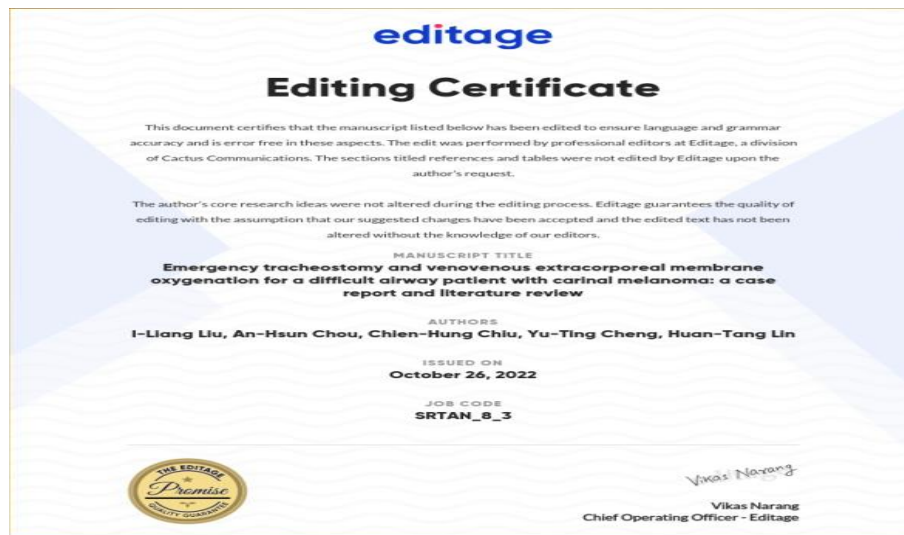 editage
Editing Certificate
This document certifies that the manuscript listed below has been edited to ensure language and grammar
accuracy and is error free in these aspects. The edit was performed by professional editors at Editage, a division
of Cactus Communications. The sections titled references and tables were not edited by Editage upon the
author's request.
The author's core research ideas were not altered during the editing process. Editage guarantees the quality of
editing with the assumption that our suggested changes have been accepted and the edited text has not been
altered without the knowledge of our editors.
MANUSCRIPT TITLE
Emergency tracheostomy and venovenous extracorporeal membrane
oxygenation for a difficult airway patient with carinal melanoma: a case
report and literature review
AUTHORS
I-Liang Liu, An-Hsun Chou, Chien-Hung Chiu, Yu-Ting Cheng, Huan-Tang Lin
ISSUED ON
October 26, 2022
JOB CODE
SRTAN_8_3
THE EDITAGE
Promise
QUALITY GUARANTEE
Vikas Narang
Vikas Narang
Chief Operating Officer - Editage